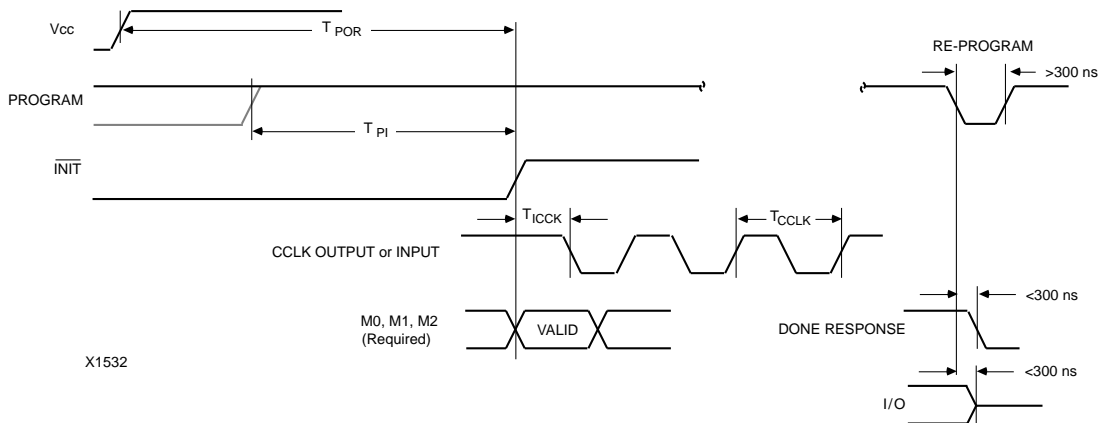 Vcc
T POR
RE-PROGRAM
>300 ns
PROGRAM
T PI
INIT
T ICCK
T CCLK
CCLK OUTPUT or INPUT
<300 ns
M0, M1, M2
(Required)
VALID
DONE RESPONSE
X1532
<300 ns
I/O